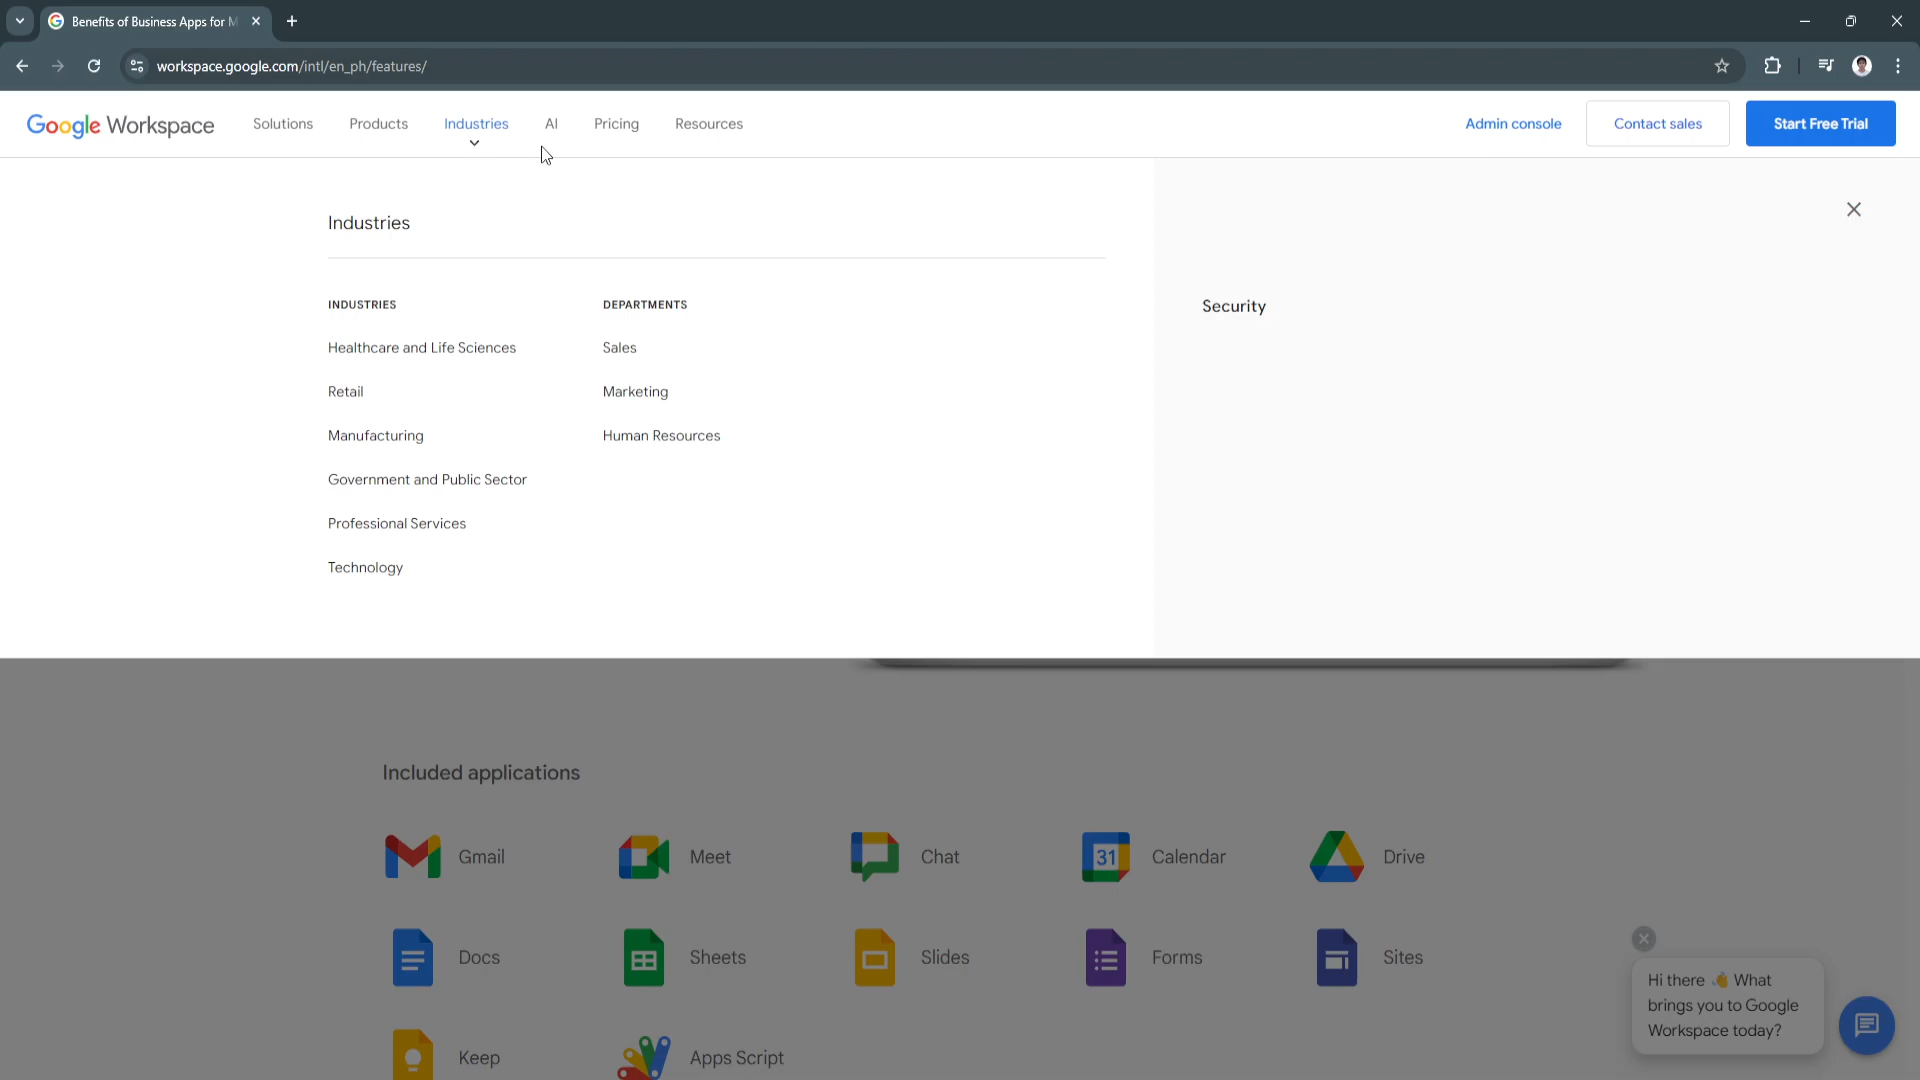 Benefits of Business Apps for M
workspace.google.com/intl/en_ph/features/
Google Workspace
Solutions
Products
Industries
AI
Pricing
Resources
Admin console
Contact sales
Start Free Trial
Industries
INDUSTRIES
Healthcare and Life Sciences
Retail
Manufacturing
Government and Public Sector
Professional Services
Technology
DEPARTMENTS
Sales
Marketing
Human Resources
Security
Included applications
Gmail
Meet
Chat
31
Calendar
Drive
Docs
Sheets
Slides
Forms
Sites
Keep
Apps Script
Hi there 👋 What
brings you to Google
Workspace today?